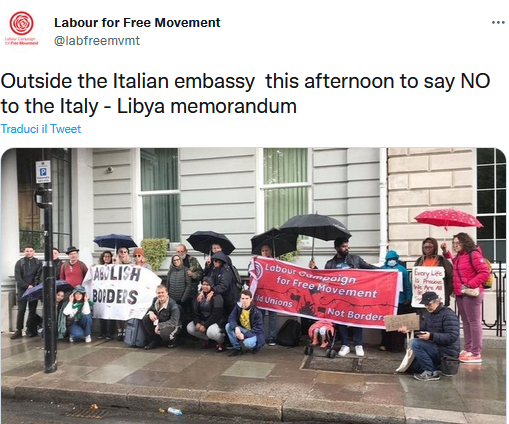 Labour for Free Movement
@labfreemvmt
Outside the Italian embassy this afternoon to say NO
to the Italy - Libya memorandum
Traduci il Tweet
P
ABOLISH
BORDERS
Labour Campaign
for Free Movement
ld Unions
Not Border
Every
Life is
Precious
We Are All